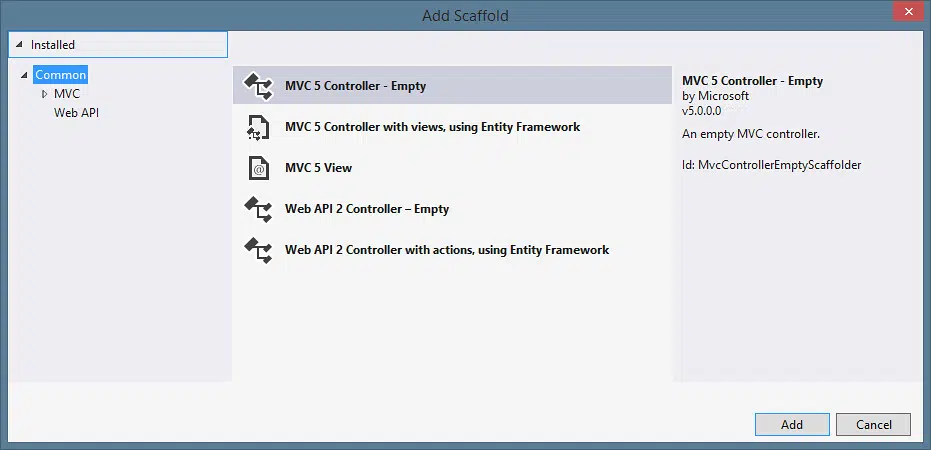 Add Scaffold
Installed
Common
MVC
Web API
MVC 5 Controller - Empty
MVC 5 Controller with views, using Entity Framework
MVC 5 View
Web API 2 Controller – Empty
Web API 2 Controller with actions, using Entity Framework
MVC 5 Controller - Empty
by Microsoft
v5.0.0.0
An empty MVC controller.
Id: MvcControllerEmptyScaffolder
Add
Cancel